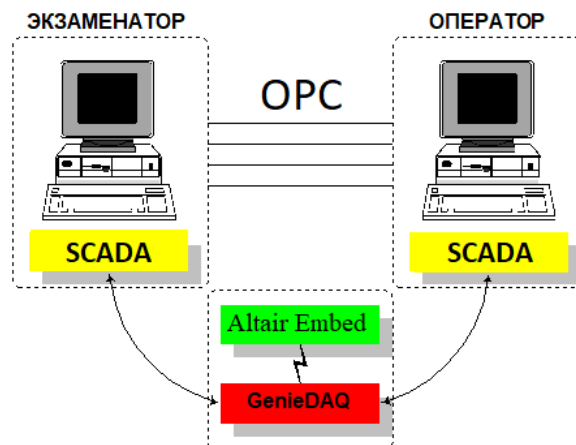 ЭКЗАМЕНАТОР
ОПЕРАТОР
OPC
SCADA
SCADA
Altair Embed
GenieDAQ